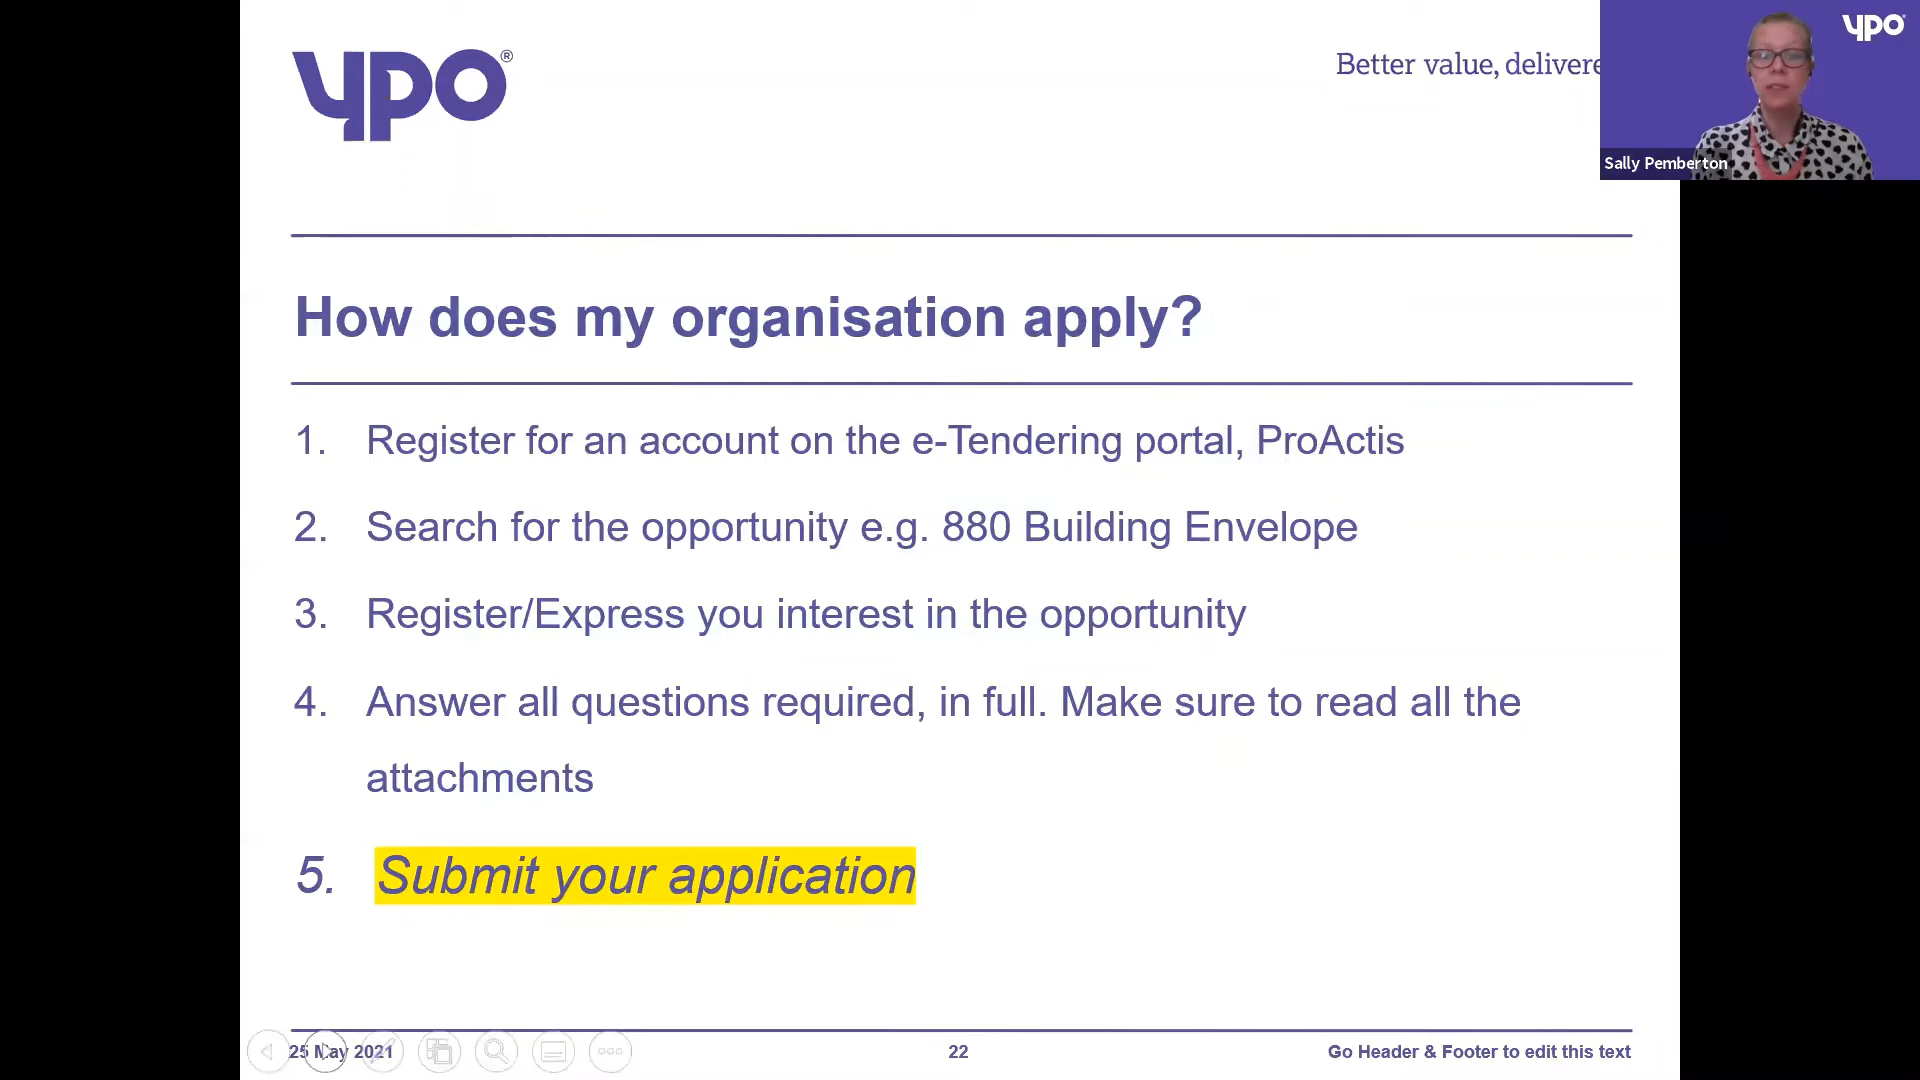 ypo®
Better value, delivere
ypo
Sally Pemberton
How does my organisation apply?
1. Register for an account on the e-Tendering portal, ProActis
2. Search for the opportunity e.g. 880 Building Envelope
3. Register/Express you interest in the opportunity
4. Answer all questions required, in full. Make sure to read all the
attachments
5. Submit your application
25 May 2021
22
Go Header & Footer to edit this text